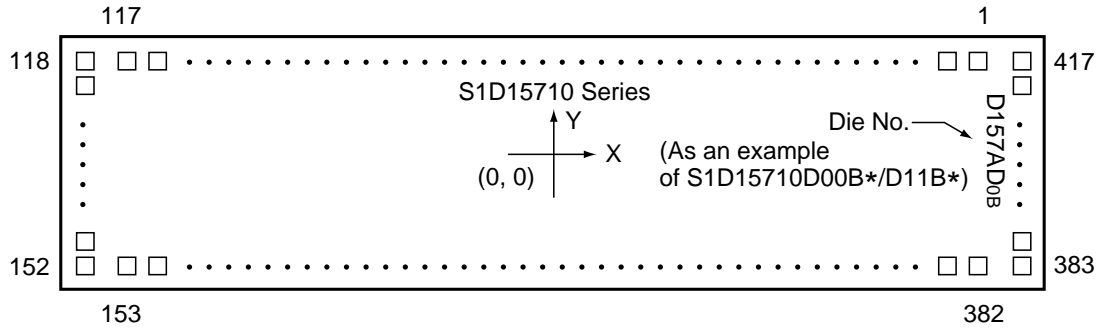 117 1
118 417
S1D15710 Series
Y
X
(0, 0)
Die No.
(As an example
of S1D15710D00B*/D11B*)
D157AD0B
152 383
153 382